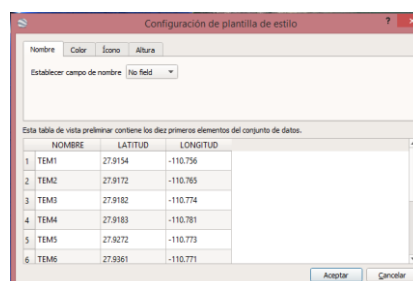 Configuración de plantilla de estilo
Nombre Color Ícono Altura
Establecer campo de nombre No field
Esta tabla de vista preliminar contiene los diez primeros elementos del conjunto de datos.
NOMBRE LATITUD LONGITUD
1 TEM1 27.9154 -110.756
2 TEM2 27.9172 -110.765
3 TEM3 27.9182 -110.774
4 TEM4 27.9183 -110.781
5 TEM5 27.9272 -110.773
6 TEM6 27.9361 -110.771
Aceptar Cancelar